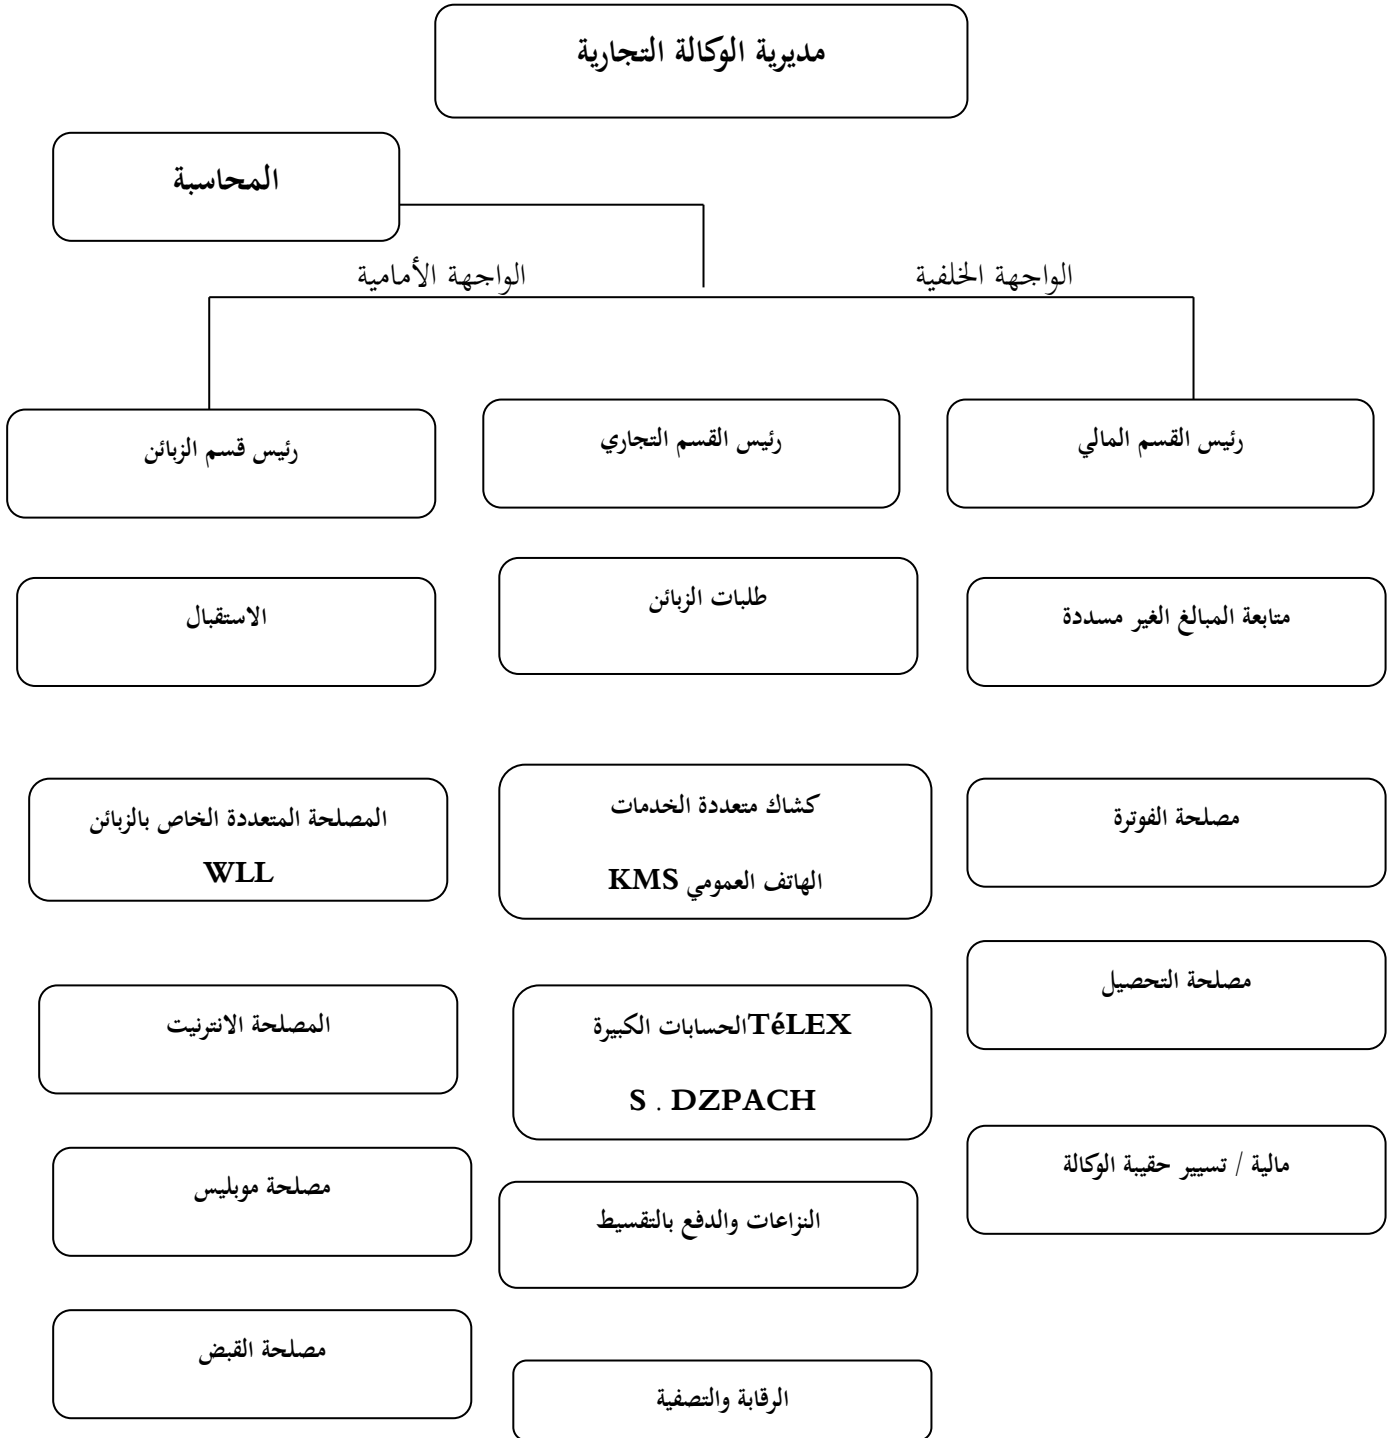 مديرية الوكالة التجارية
المحاسبة
الواجهة الخلفية
الواجهة الأمامية
رئيس القسم المالي
رئيس القسم التجاري
رئيس قسم الزبائن
متابعة المبالغ الغير مسددة
طلبات الزبائن
الاستقبال
مصلحة الفوترة
كشاك متعددة الخدمات
الهاتف العمومي KMS
المصلحة المتعددة الخاص بالزبائن
WLL
مصلحة التحصيل
TéLEXالحسابات الكبيرة
S . DZPACH
المصلحة الانترنيت
مالية / تسيير حقيبة الوكالة
النزاعات والدفع بالتقسيط
مصلحة موبليس
الرقابة والتصفية
مصلحة القبض